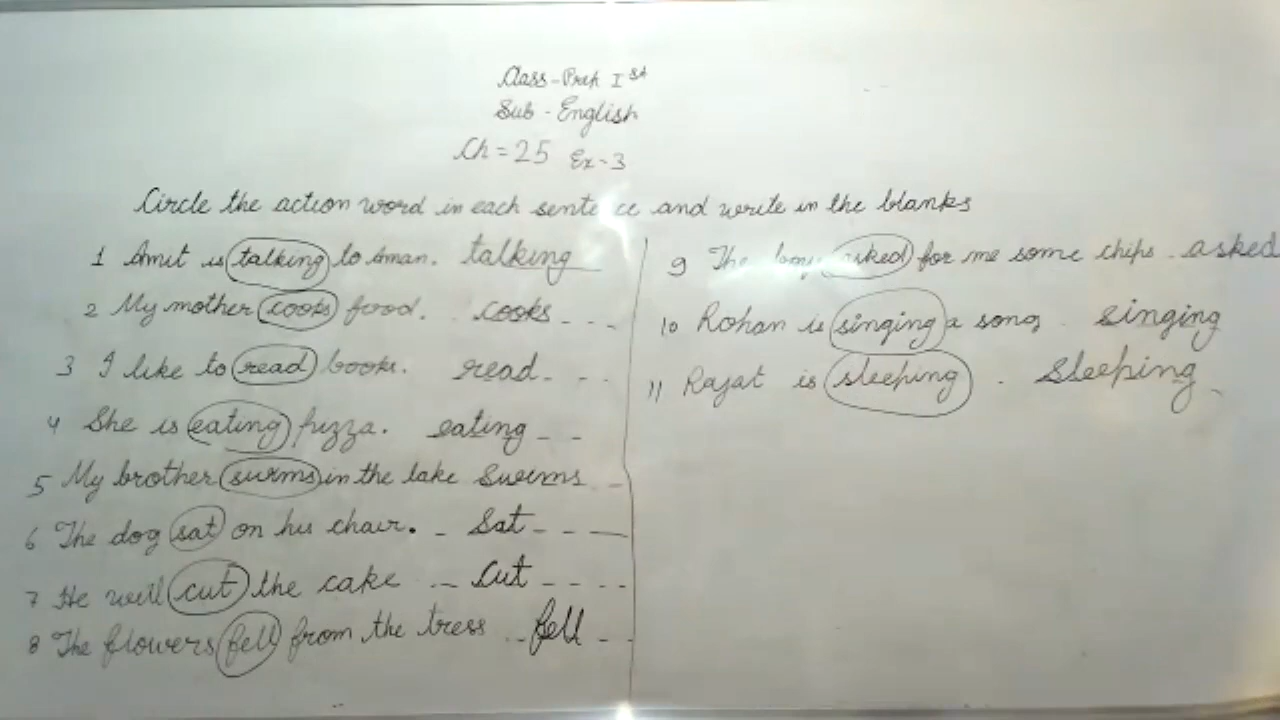 Class-Prep Ist
Sub - English
Ch = 25 Ex-3
Circle the action word in each sente ce and write in the blanks
1 Amit is talking to Aman. talking
2 My mother cooks food. cooks
3 I like to read books. read
4 She is eating pizza. eating
5 My brother swims in the lake swims
6 The dog sat on his chair. - Sat
7 He will cut the cake -- Cut
8 The flowers fell from the tress -- fell
9 The asked for me some chips. asked
10 Rohan is singing a song. singing
11 Rajat is sleeping. Sleeping